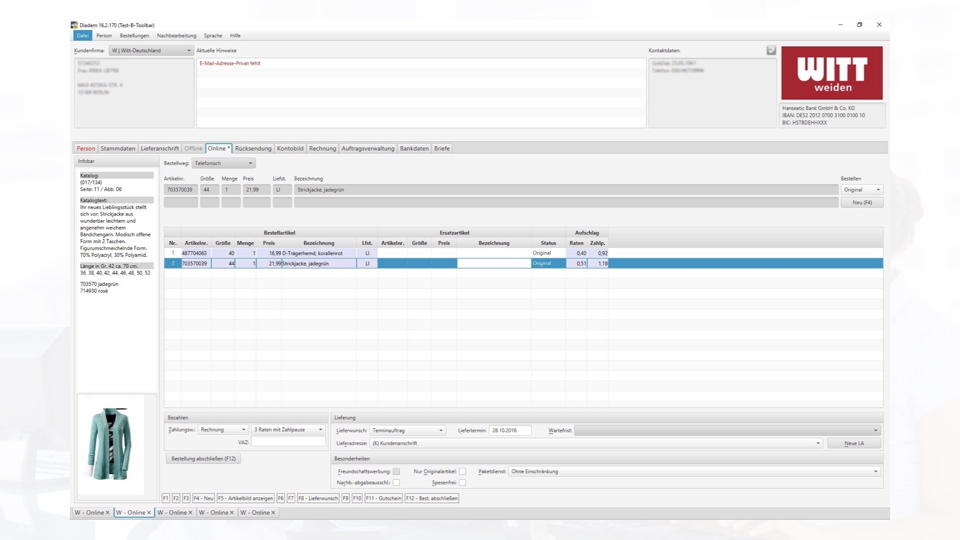 Diadem 16.2.170 (Test-B-Toolbar)
Datei Person Bestellungen Nachbearbeitung Sprache Hilfe
Kundenfirma: W | Witt-Deutschland Aktuelle Hinweise Kontaktdaten:
E-Mail-Adresse-Privat fehlt
WITT
weiden
Hanseatic Bank GmbH & Co. KG
IBAN: DE52 2012 0700 3100 0100 10
BIC: HSTBDEHHXXX
Person Stammdaten Lieferanschrift Offline Online * Rücksendung Kontobild Rechnung Auftragsverwaltung Bankdaten Briefe
Infobar
Bestellweg: Telefonisch
Katalog:
(017/134)
Seite: 11 / Abb. 06
Katalogtext:
Ihr neues Lieblingsstück stellt
sich vor: Strickjacke aus
wunderbar leichtem und
angenehm weichem
Bändchengarn. Modisch offene
Form mit 2 Taschen.
Figurumschmeichelnde Form.
70% Polyacryl, 30% Polyamid.
Länge in Gr. 42 ca. 70 cm.
36, 38, 40, 42, 44, 46, 48, 50, 52
703570 jadegrün
714930 rosé
Artikelnr. Größe Menge Preis Liefst. Bezeichnung Bestellen
703570039 44 1 21,99 LI Strickjacke, jadegrün Original
Neu (F4)
Bestellartikel Ersatzartikel Aufschlag
Nr. Artikelnr. Größe Menge Preis Bezeichnung Lfst. Artikelnr. Größe Preis Bezeichnung Status Raten Zahlp.
1 487704063 40 1 16,99 D-Trägerhemd, korallenrot LI Original 0,40 0,92
2 703570039 44 1 21,99 Strickjacke, jadegrün LI Original 0,51 1,18
Bezahlen
Zahlungsw.: Rechnung 3 Raten mit Zahlpause
VAZ:
Bestellung abschließen (F12)
Lieferung
Lieferwunsch: Terminauftrag Liefertermin: 28.10.2016 Wartefrist:
Lieferadresse: (K) Kundenanschrift Neue LA
Besonderheiten
Freundschaftswerbung: Nur Originalartikel: Paketdienst: Ohne Einschränkung
Nachb.-abgabeausschl.: Spesenfrei:
F1 F2 F3 F4 - Neu F5 - Artikelbild anzeigen F6 F7 F8 - Lieferwunsch F9 F10 F11 - Gutschein F12 - Best. abschließen
W - Online W - Online W - Online W - Online W - Online